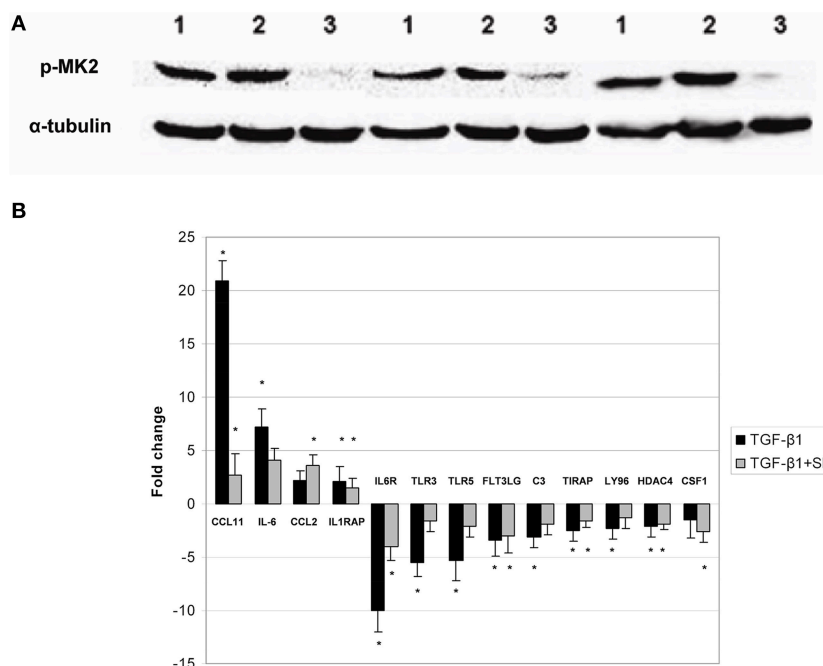 A
1 2 3 1 2 3 1 2 3
p-MK2
α-tubulin
B
25
20
15
10
5
0
-5
-10
-15
Fold change
*
*
*
*
* *
IL6R TLR3 TLR5 FLT3LG C3 TIRAP LY96 HDAC4 CSF1
CCL11 IL-6 CCL2 IL1RAP
* * * * * * * * * *
*
* *
*
TGF-β1